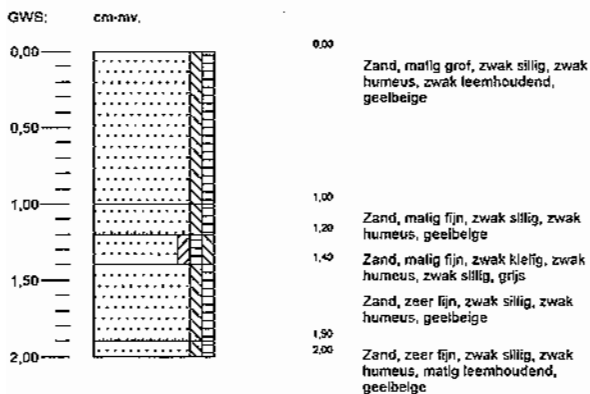 GWS: cm-mv.
0,00
0,50
1,00
1,50
2,00
0,00
Zand, matig grof, zwak siltig, zwak
humeus, zwak leemhoudend,
geelbeige
1,00
Zand, matig fijn, zwak siltig, zwak
humeus, geelbeige
1,20
Zand, matig fijn, zwak kleiig, zwak
humeus, zwak siltig, grijs
1,40
Zand, zeer fijn, zwak siltig, zwak
humeus, geelbeige
1,90
Zand, zeer fijn, zwak siltig, zwak
humeus, matig leemhoudend,
geelbeige
2,00